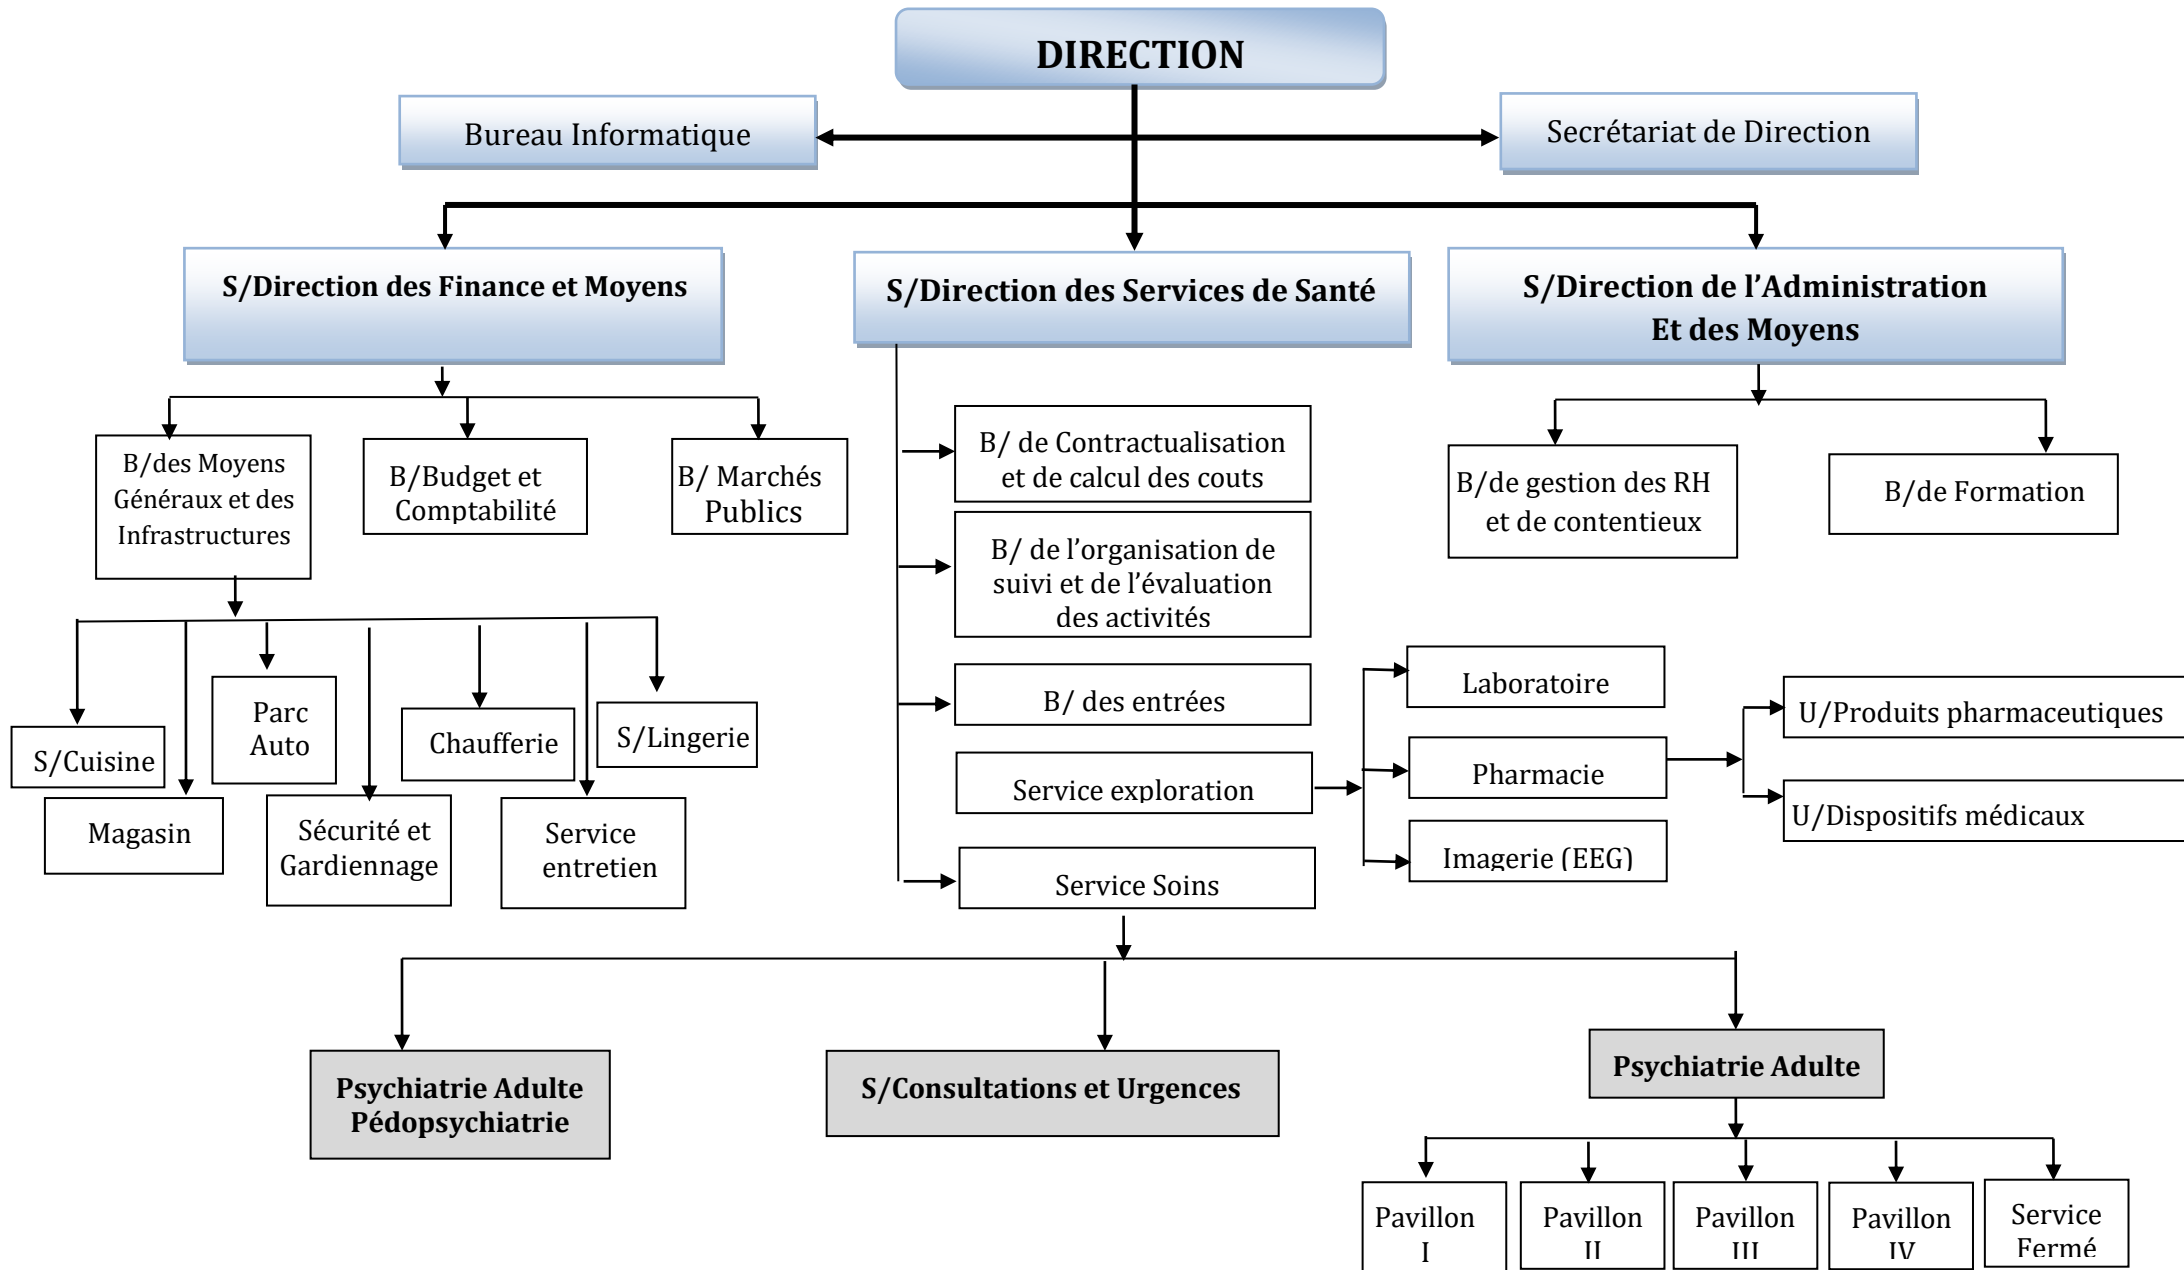 DIRECTION
Bureau Informatique
Secrétariat de Direction
S/Direction des Finance et Moyens
S/Direction des Services de Santé
S/Direction de l’Administration
Et des Moyens
B/des Moyens
Généraux et des
Infrastructures
B/Budget et
Comptabilité
B/ Marchés
Publics
B/ de Contractualisation
et de calcul des couts
B/de gestion des RH
et de contentieux
B/de Formation
B/ de l’organisation de
suivi et de l’évaluation
des activités
B/ des entrées
Service exploration
Service Soins
Laboratoire
Pharmacie
Imagerie (EEG)
U/Produits pharmaceutiques
U/Dispositifs médicaux
S/Cuisine
Magasin
Parc
Auto
Sécurité et
Gardiennage
Chaufferie
Service
entretien
S/Lingerie
Psychiatrie Adulte
Pédopsychiatrie
S/Consultations et Urgences
Psychiatrie Adulte
Pavillon
I
Pavillon
II
Pavillon
III
Pavillon
IV
Service
Fermé